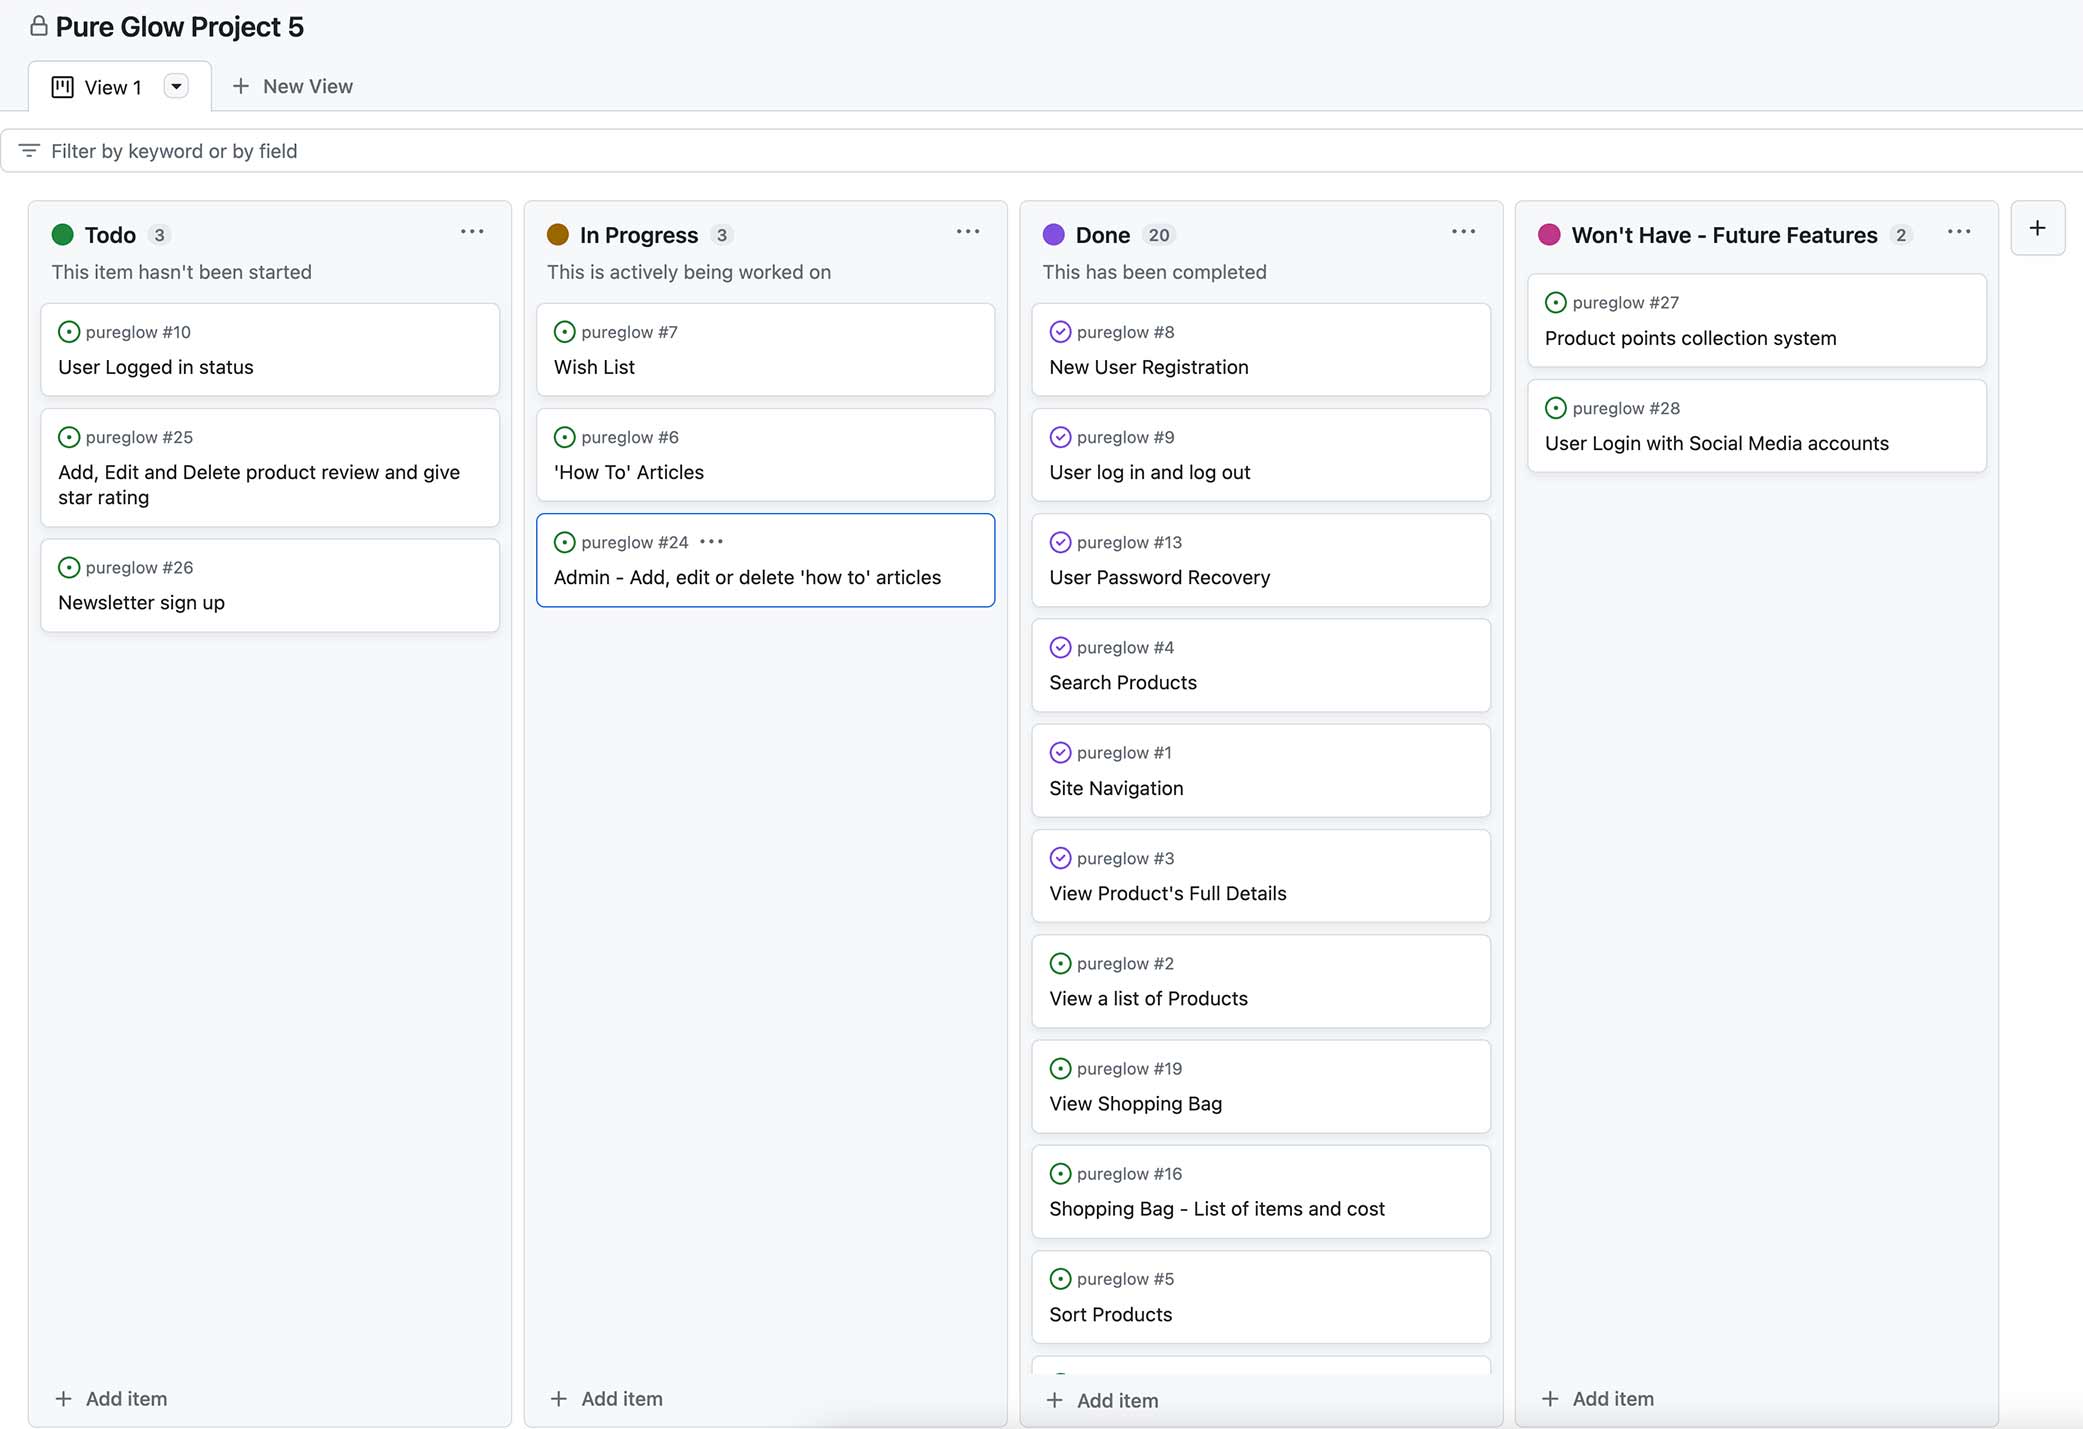 Pure Glow Project 5
View 1
New View
Filter by keyword or by field
Todo 3
This item hasn't been started
pureglow #10
User Logged in status
pureglow #25
Add, Edit and Delete product review and give
star rating
pureglow #26
Newsletter sign up
Add item
In Progress 3
This is actively being worked on
pureglow #7
Wish List
pureglow #6
'How To' Articles
pureglow #24
Admin - Add, edit or delete 'how to' articles
Add item
Done 20
This has been completed
pureglow #8
New User Registration
pureglow #9
User log in and log out
pureglow #13
User Password Recovery
pureglow #4
Search Products
pureglow #1
Site Navigation
pureglow #3
View Product's Full Details
pureglow #2
View a list of Products
pureglow #19
View Shopping Bag
pureglow #16
Shopping Bag - List of items and cost
pureglow #5
Sort Products
Add item
Won't Have - Future Features 2
pureglow #27
Product points collection system
pureglow #28
User Login with Social Media accounts
Add item